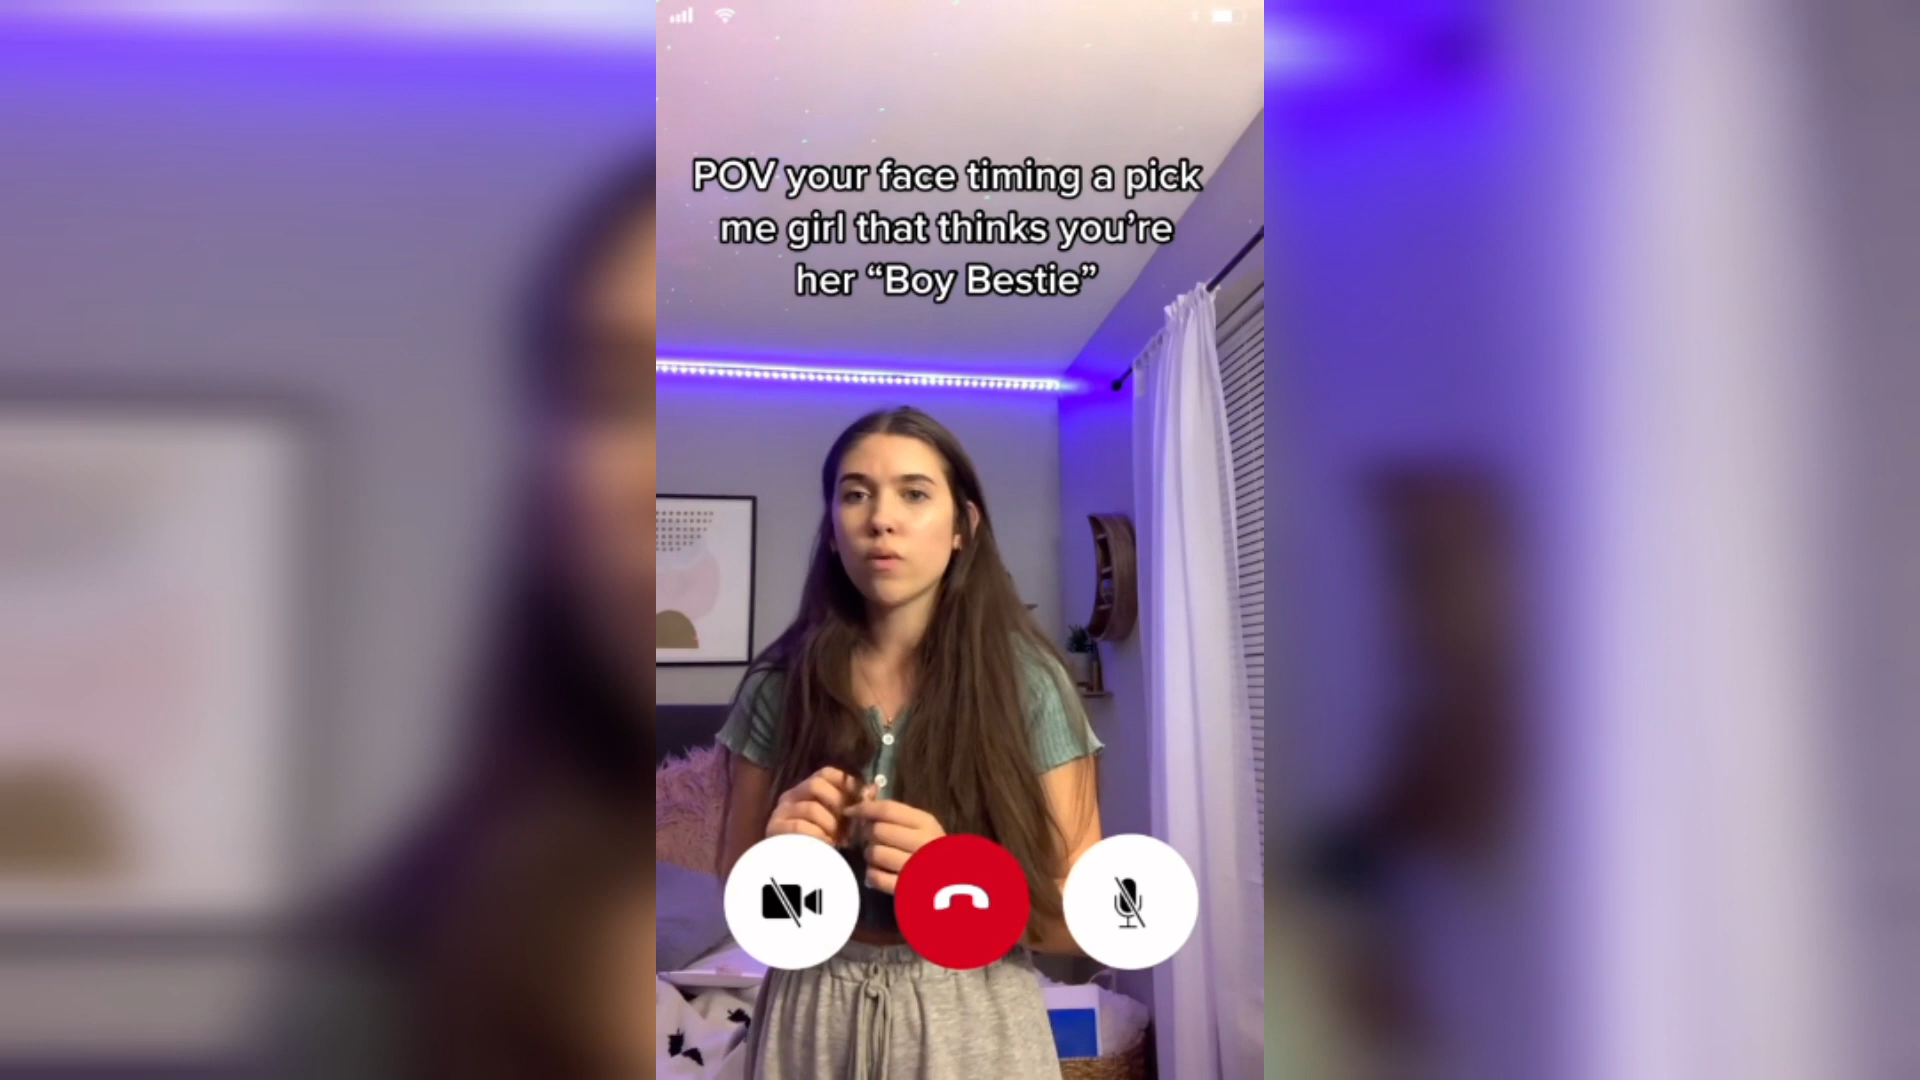 POV your face timing a pick
me girl that thinks you’re
her “Boy Bestie”